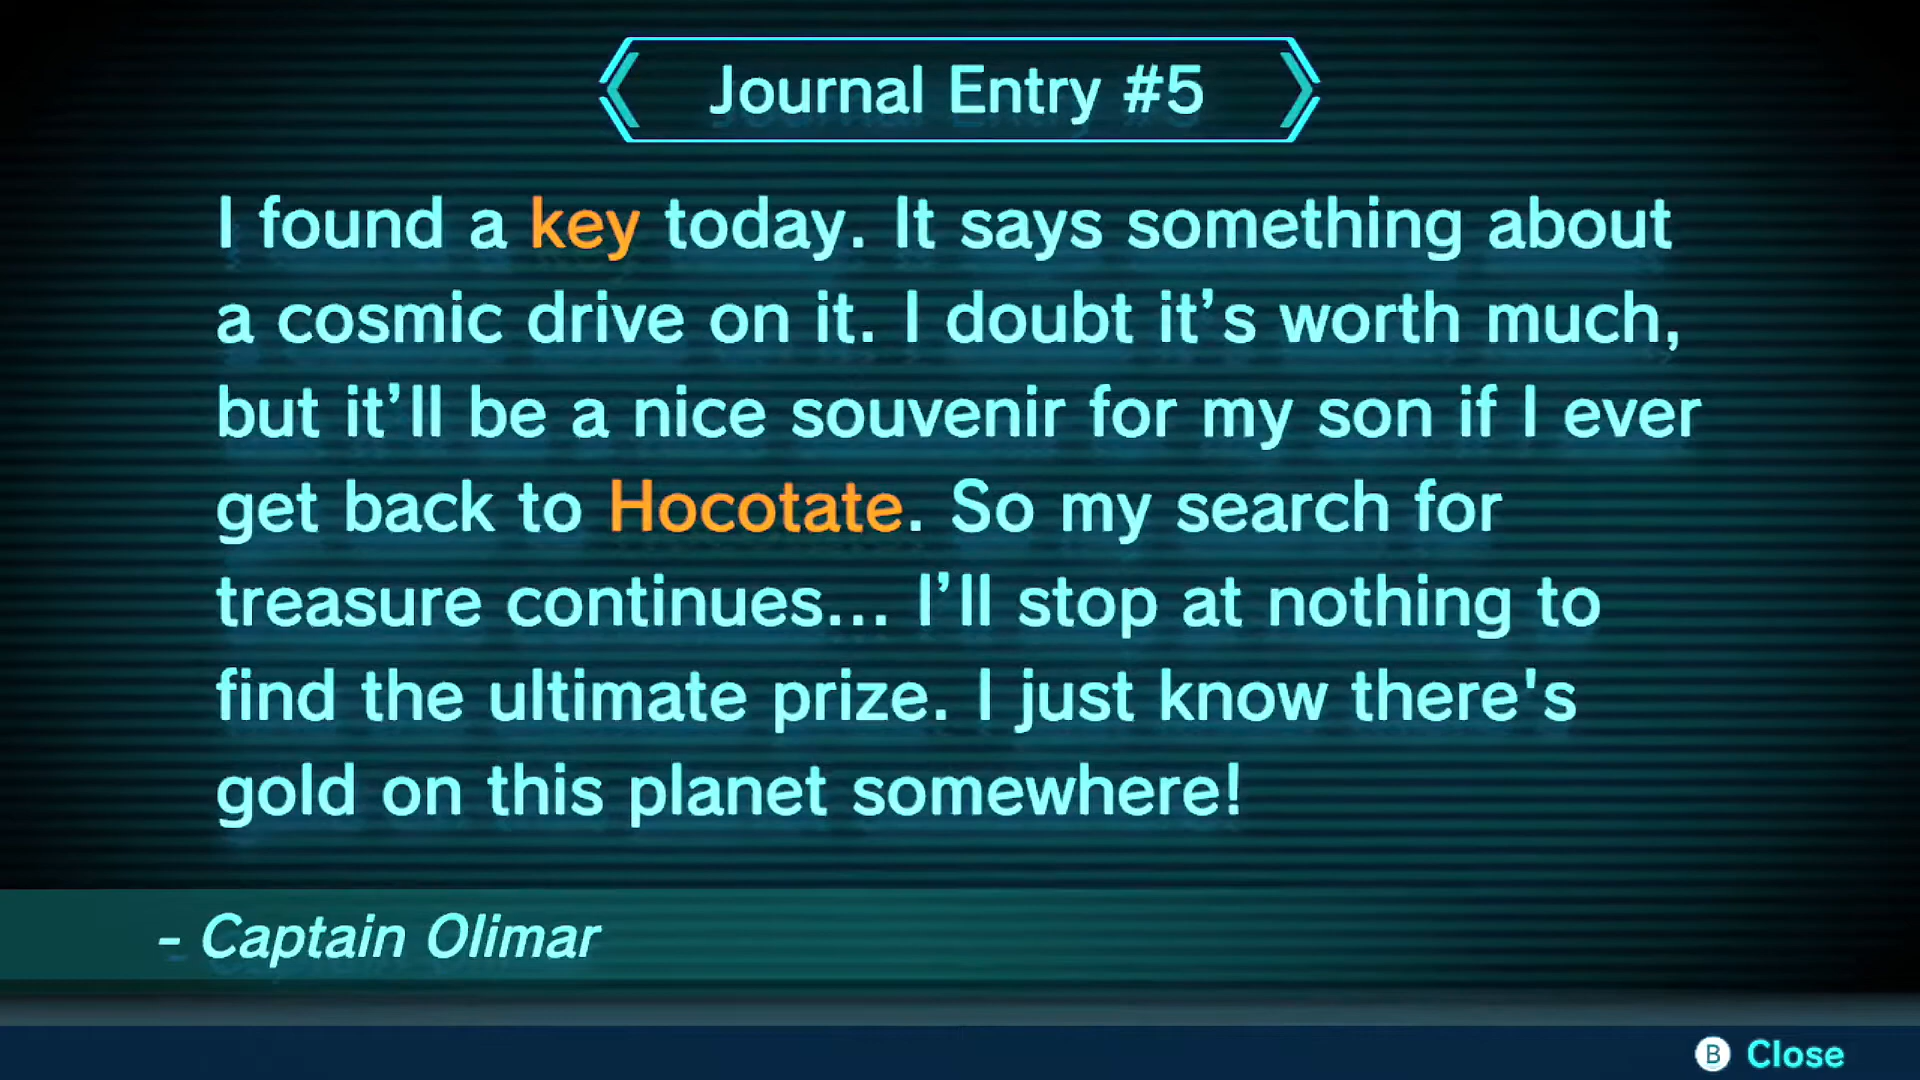 Journal Entry #5
I found a key today. It says something about
a cosmic drive on it. I doubt it’s worth much,
but it’ll be a nice souvenir for my son if I ever
get back to Hocotate. So my search for
treasure continues... I’ll stop at nothing to
find the ultimate prize. I just know there's
gold on this planet somewhere!
- Captain Olimar
B Close